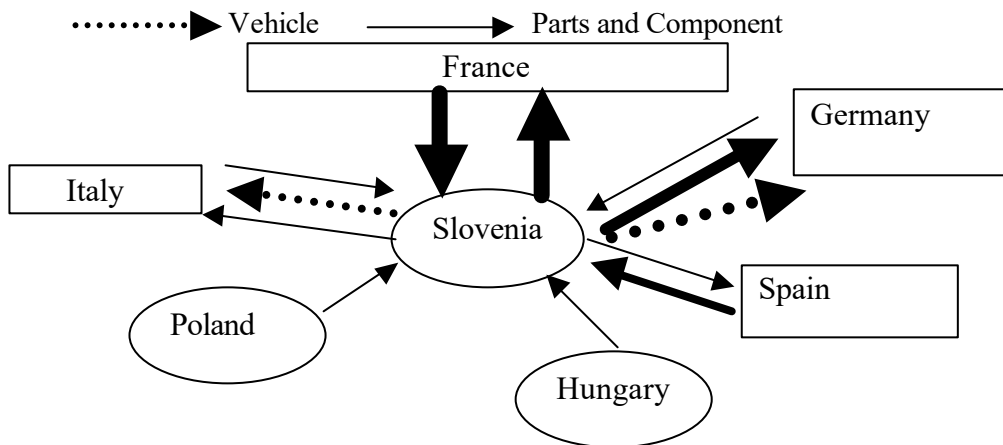 Vehicle
Parts and Component
France
Germany
Italy
Slovenia
Spain
Poland
Hungary